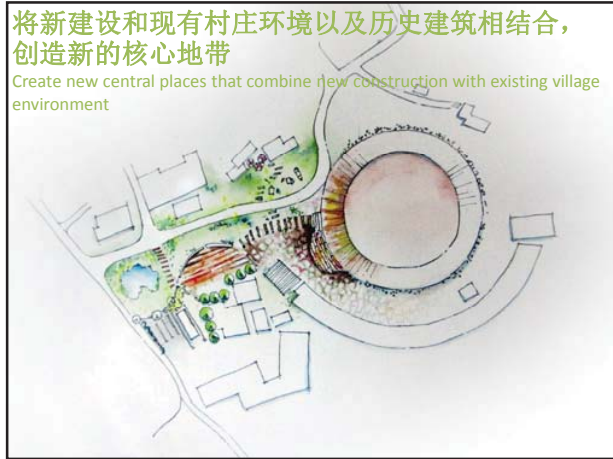 将新建设和现有村庄环境以及历史建筑相结合，
创造新的核心地带
Create new central places that combine new construction with existing village
environment